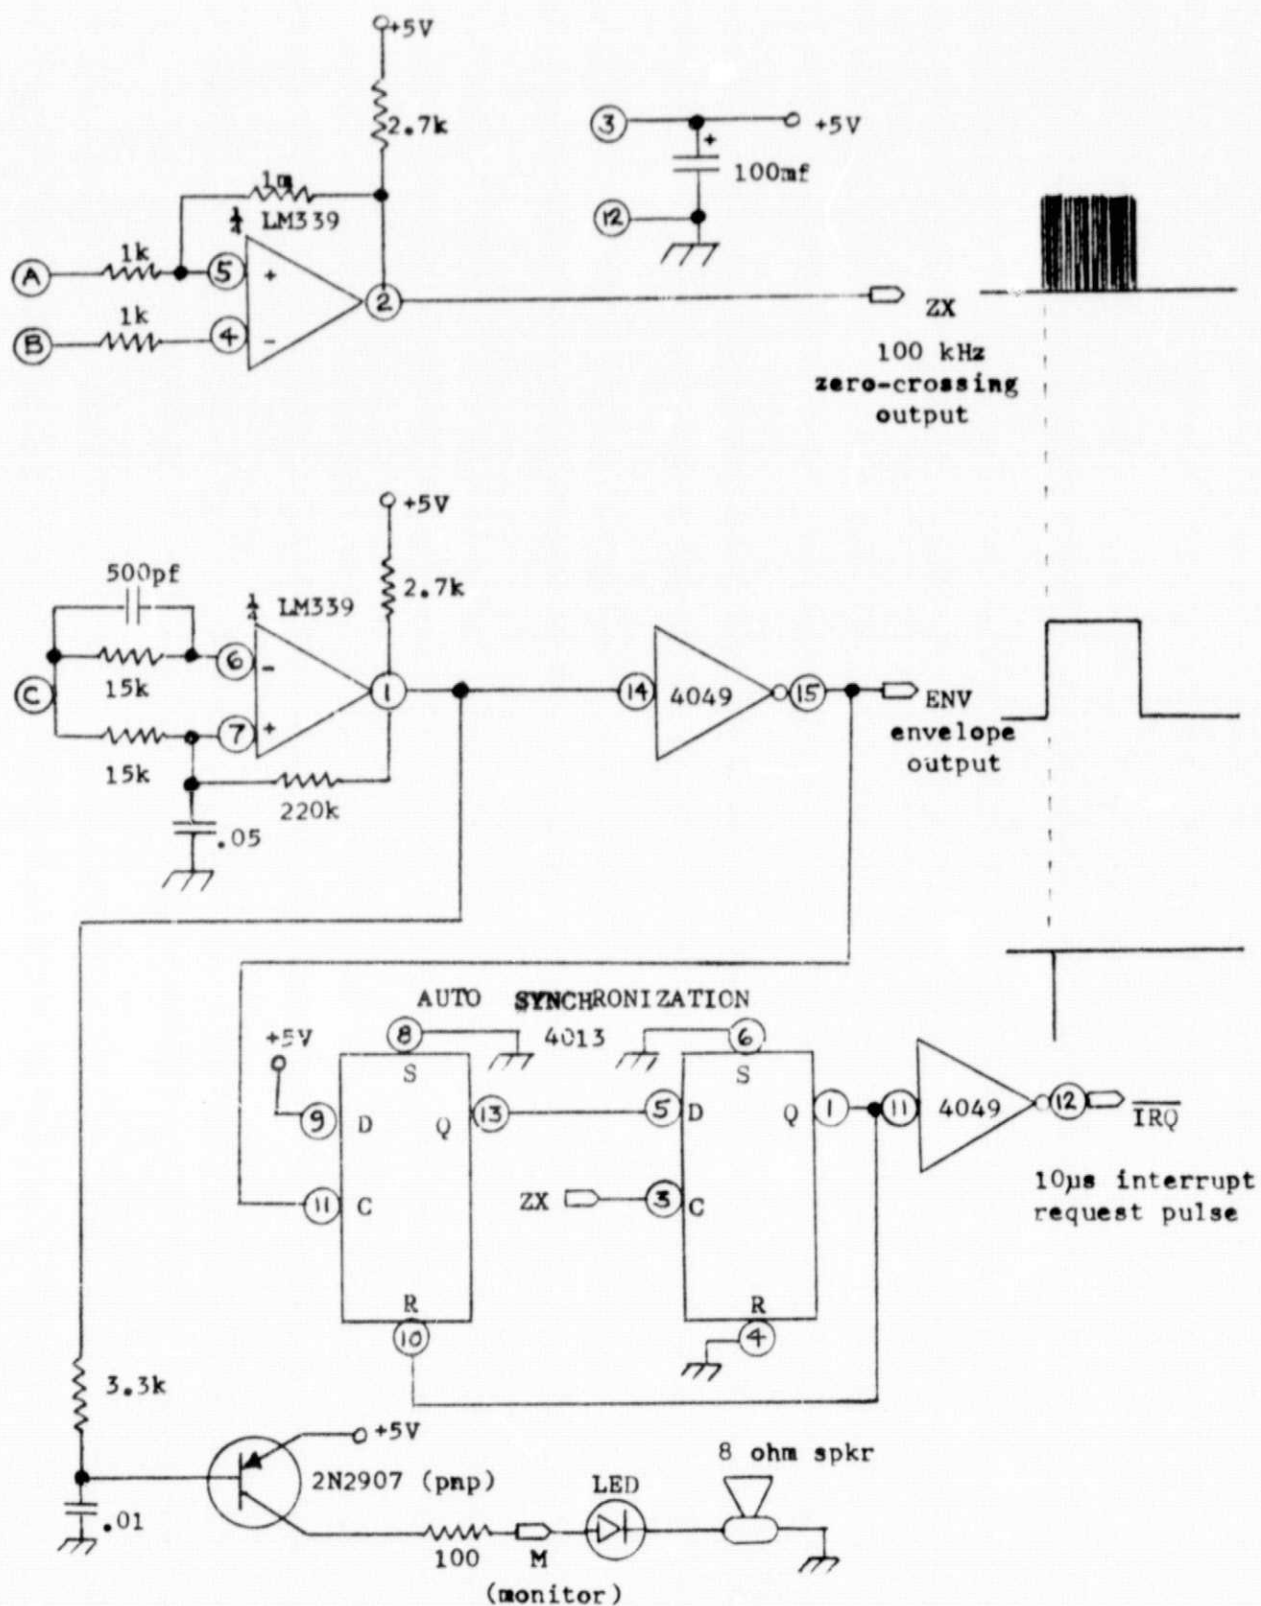 +5V
2.7k
3
+5V
+
100mf
12
1m
¼ LM339
A
1k
5
+
2
B
1k
4
-
ZX
100 kHz
zero-crossing
output
+5V
2.7k
500pf
¼ LM339
6
-
15k
C
1
14
4049
15
ENV
envelope
output
7
+
15k
220k
.05
AUTO SYNCHRONIZATION
4013
+5V
8
S
6
S
9
D
Q
13
5
D
Q
1
11
4049
12
IRQ
11
C
ZX
3
C
10µs interrupt
request pulse
R
10
R
4
3.3k
+5V
2N2907 (pnp)
LED
8 ohm spkr
.01
100
M
(monitor)